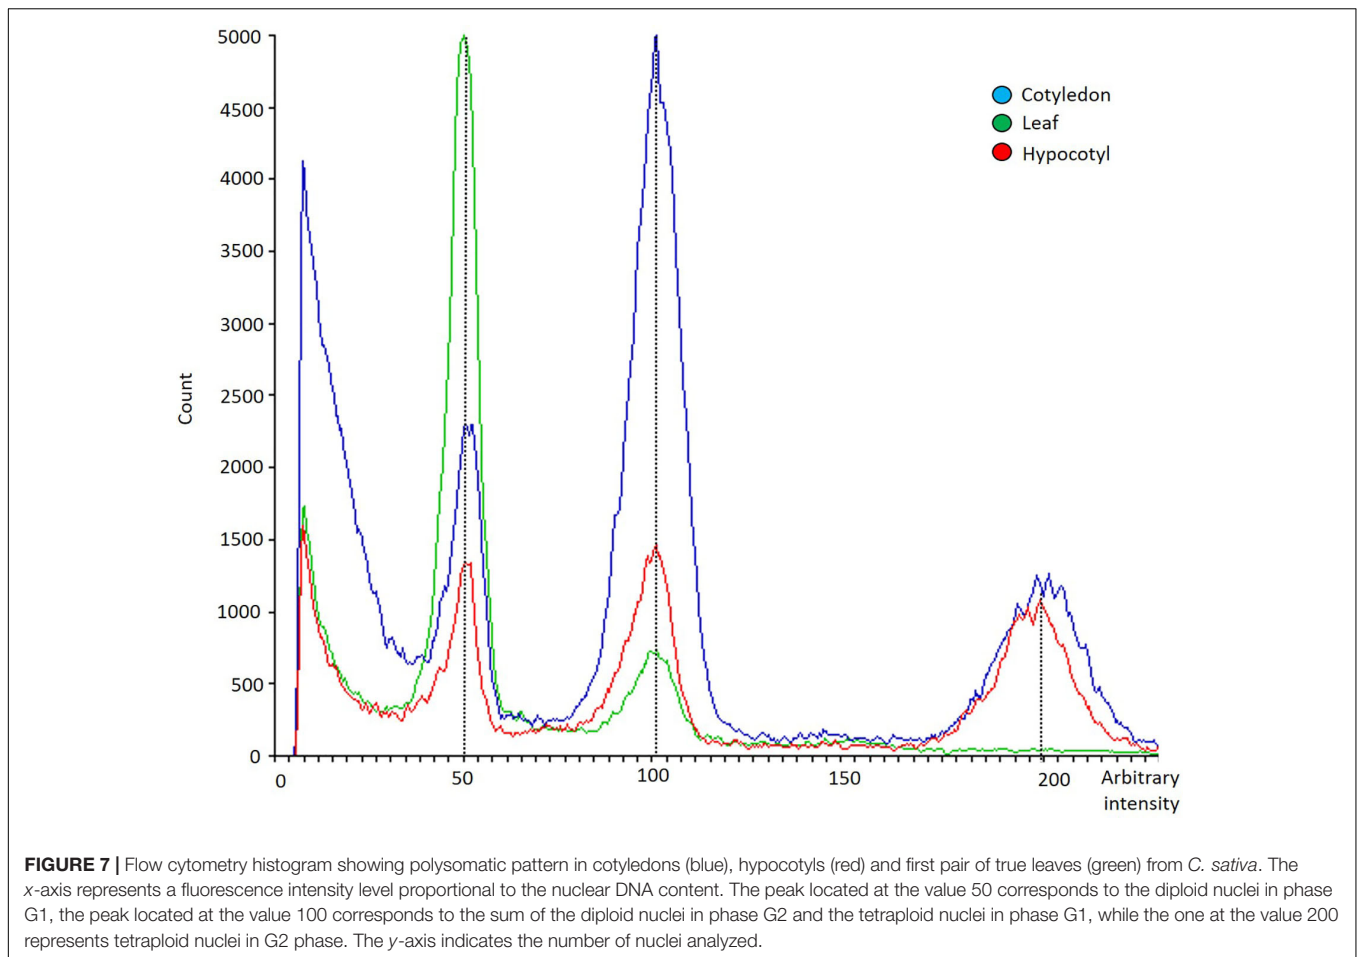 5000
4500
4000
3500
3000
2500
2000
1500
1000
500
0
Count
Cotyledon
Leaf
Hypocotyl
0 50 100 150 200 Arbitrary
intensity
FIGURE 7 | Flow cytometry histogram showing polysomatic pattern in cotyledons (blue), hypocotyls (red) and first pair of true leaves (green) from C. sativa. The
x-axis represents a fluorescence intensity level proportional to the nuclear DNA content. The peak located at the value 50 corresponds to the diploid nuclei in phase
G1, the peak located at the value 100 corresponds to the sum of the diploid nuclei in phase G2 and the tetraploid nuclei in phase G1, while the one at the value 200
represents tetraploid nuclei in G2 phase. The y-axis indicates the number of nuclei analyzed.